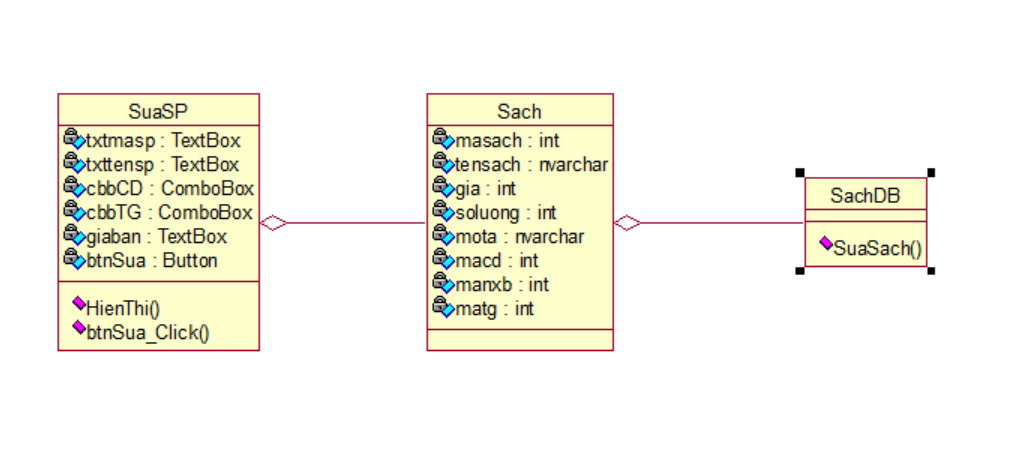 SuaSP
txtmasp : TextBox
txttensp : TextBox
cbbCD : ComboBox
cbbTG : ComboBox
giaban : TextBox
btnSua : Button
HienThi()
btnSua_Click()
Sach
masach : int
tensach : nvarchar
gia : int
soluong : int
mota : nvarchar
macd : int
manxb : int
matg : int
SachDB
SuaSach()